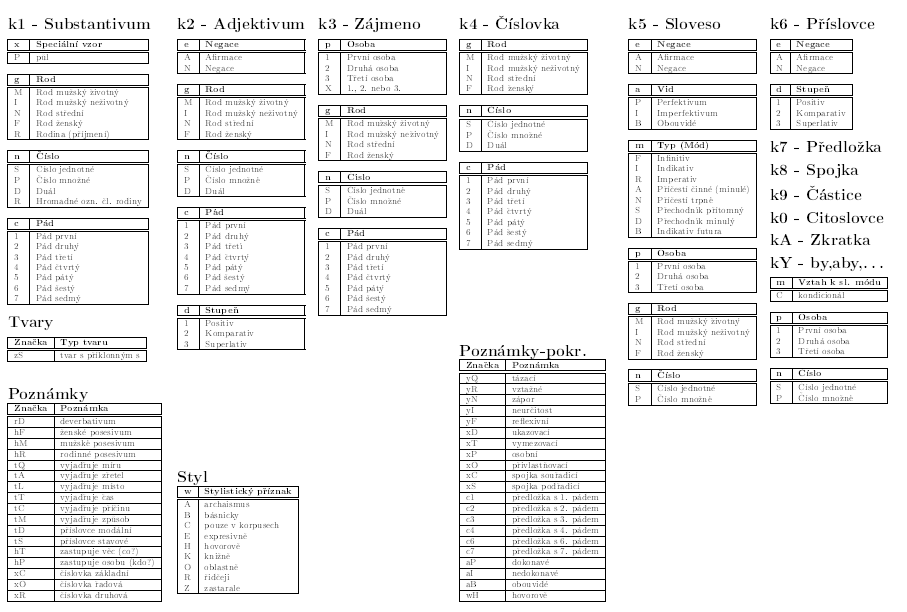 k1 - Substantivum
x Speciální vzor
P půl
g Rod
M Rod mužský životný
I Rod mužský neživotný
N Rod střední
F Rod ženský
R Rodina (příjmení)
n Číslo
S Číslo jednotné
P Číslo množné
D Duál
R Hromadné ozn. čl. rodiny
c Pád
1 Pád první
2 Pád druhý
3 Pád třetí
4 Pád čtvrtý
5 Pád pátý
6 Pád šestý
7 Pád sedmý
Tvary
Značka Typ tvaru
zS tvar s příklonným s
Poznámky
Značka Poznámka
rD deverbativum
hF ženské posesivum
hM mužské posesivum
hR rodinné posesivum
tQ vyjadřuje míru
tA vyjadřuje zřetel
tL vyjadřuje místo
tT vyjadřuje čas
tC vyjadřuje příčinu
tM vyjadřuje způsob
tD příslovce modální
tS příslovce stavové
hT zastupuje věc (co?)
hP zastupuje osobu (kdo?)
xC číslovka základní
xO číslovka řadová
xR číslovka druhová
k2 - Adjektivum
e Negace
A Afirmace
N Negace
g Rod
M Rod mužský životný
I Rod mužský neživotný
N Rod střední
F Rod ženský
n Číslo
S Číslo jednotné
P Číslo množné
D Duál
c Pád
1 Pád první
2 Pád druhý
3 Pád třetí
4 Pád čtvrtý
5 Pád pátý
6 Pád šestý
7 Pád sedmý
d Stupeň
1 Positiv
2 Komparativ
3 Superlativ
Styl
w Stylistický příznak
A archaismus
B básnicky
C pouze v korpusech
E expresivně
H hovorově
K knižně
O oblastně
R řidčeji
Z zastarale
k3 - Zájmeno
p Osoba
1 První osoba
2 Druhá osoba
3 Třetí osoba
X 1., 2. nebo 3.
g Rod
M Rod mužský životný
I Rod mužský neživotný
N Rod střední
F Rod ženský
n Číslo
S Číslo jednotné
P Číslo množné
D Duál
c Pád
1 Pád první
2 Pád druhý
3 Pád třetí
4 Pád čtvrtý
5 Pád pátý
6 Pád šestý
7 Pád sedmý
k4 - Číslovka
g Rod
M Rod mužský životný
I Rod mužský neživotný
N Rod střední
F Rod ženský
n Číslo
S Číslo jednotné
P Číslo množné
D Duál
c Pád
1 Pád první
2 Pád druhý
3 Pád třetí
4 Pád čtvrtý
5 Pád pátý
6 Pád šestý
7 Pád sedmý
Poznámky-pokr.
Značka Poznámka
yQ tázací
yR vztažné
yN zápor
yI neurčitost
yF reflexivní
xD ukazovací
xT vymezovací
xP osobní
xO přivlastňovací
xC spojka souřadicí
xS spojka podřadicí
c1 předložka s 1. pádem
c2 předložka s 2. pádem
c3 předložka s 3. pádem
c4 předložka s 4. pádem
c6 předložka s 6. pádem
c7 předložka s 7. pádem
aP dokonavé
aI nedokonavé
aB obouvidé
wH hovorově
k5 - Sloveso
e Negace
A Afirmace
N Negace
a Vid
P Perfektivum
I Imperfektivum
B Obouvidé
m Typ (Mód)
F Infinitiv
I Indikativ
R Imperativ
A Příčestí činné (minulé)
N Příčestí trpné
S Přechodník přítomný
D Přechodník minulý
B Indikativ futura
p Osoba
1 První osoba
2 Druhá osoba
3 Třetí osoba
g Rod
M Rod mužský životný
I Rod mužský neživotný
N Rod střední
F Rod ženský
n Číslo
S Číslo jednotné
P Číslo množné
k6 - Příslovce
e Negace
A Afirmace
N Negace
d Stupeň
1 Positiv
2 Komparativ
3 Superlativ
k7 - Předložka
k8 - Spojka
k9 - Částice
k0 - Citoslovce
kA - Zkratka
kY - by,aby,...
m Vztah k sl. módu
C kondicionál
p Osoba
1 První osoba
2 Druhá osoba
3 Třetí osoba
n Číslo
S Číslo jednotné
P Číslo množné